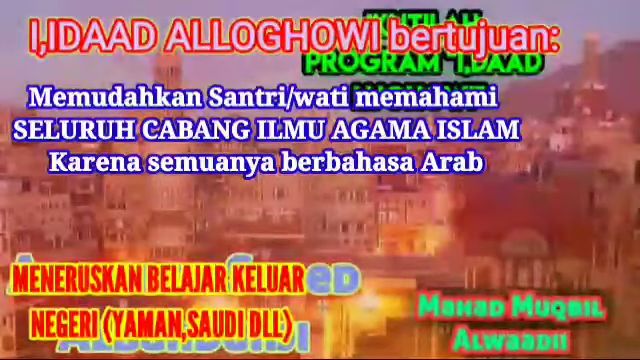 I,IDAAD ALLOGHOWI bertujuan:
PROGRAM I,DAAD
Memudahkan Santri/wati memahami
SELURUH CABANG ILMU AGAMA ISLAM
Karena semuanya berbahasa Arab
MENERUSKAN BELAJAR KELUAR
NEGERI (YAMAN,SAUDI DLL)
Mahad Muqbil
Alwaadii